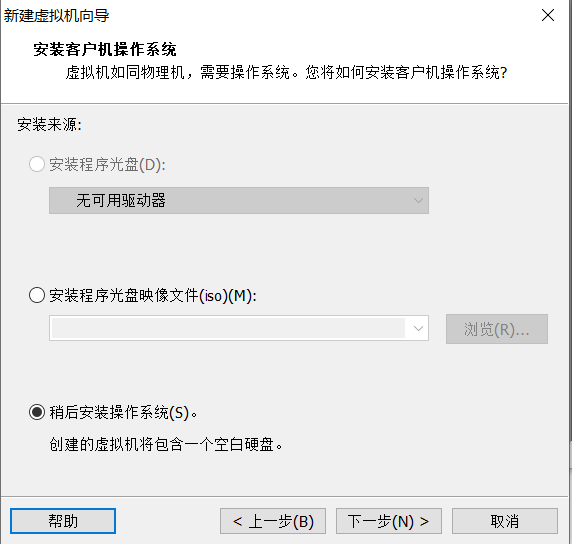 新建虚拟机向导
安装客户机操作系统
虚拟机如同物理机，需要操作系统。您将如何安装客户机操作系统?
安装来源:
安装程序光盘(D):
无可用驱动器
安装程序光盘映像文件(iso)(M):
浏览(R)...
稍后安装操作系统(S)。
创建的虚拟机将包含一个空白硬盘。
帮助
< 上一步(B)
下一步(N) >
取消